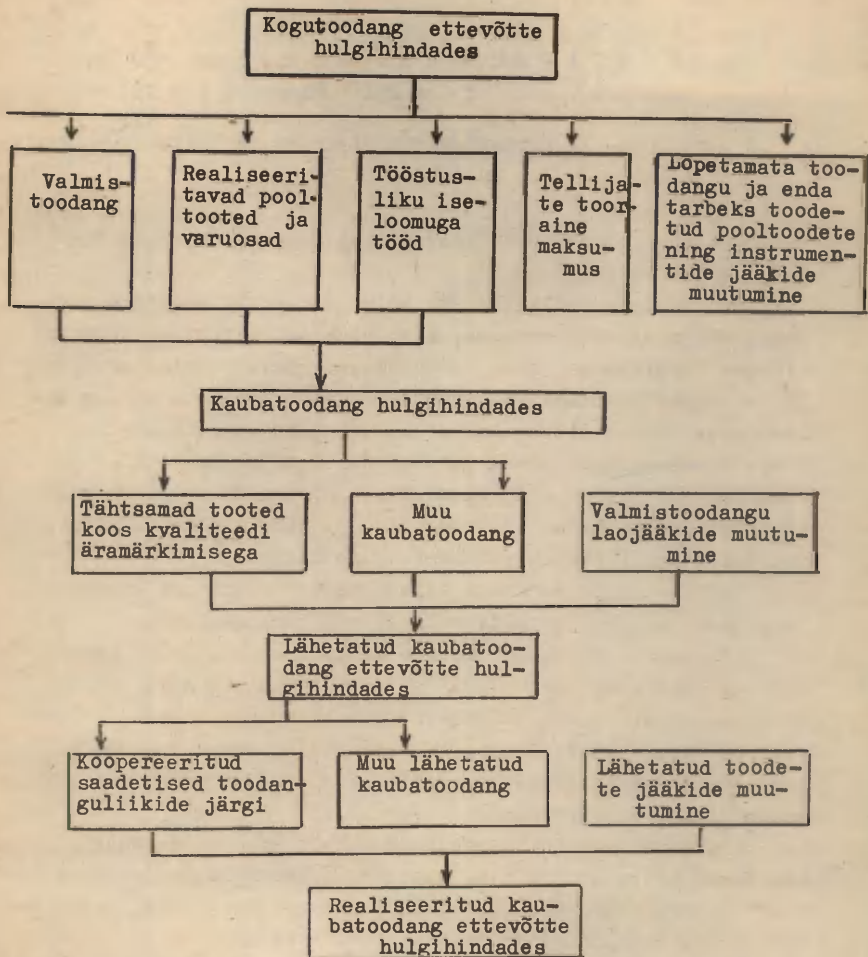 Kogutoodang ettevõtte
hulgihindades
Valmis-
toodang
Realiseeri-
tavad pool-
tooted ja
varuosad
Tööstus-
liku ise-
loomuga
tööd
Tellija-
te toor-
aine
maksu-
mus
Lõpetamata too-
dangu ja enda
tarbeks toode-
tud pooltoodete
ning instrumen-
tide jääkide
muutumine
Kaubatoodang hulgihindades
Tähtsamad tooted
koos kvaliteedi
äramärkimisega
Muu
kaubatoodang
Valmistoodangu
laojääkide muutu-
mine
Lähetatud kaubatoo-
dang ettevõtte hul-
gihindades
Koopereeritud
saadetised toodan-
guliikide järgi
Muu lähetatud
kaubatoodang
Lähetatud toode-
te jääkide muu-
tumine
Realiseeritud kau-
batoodang ettevõtte
hulgihindades